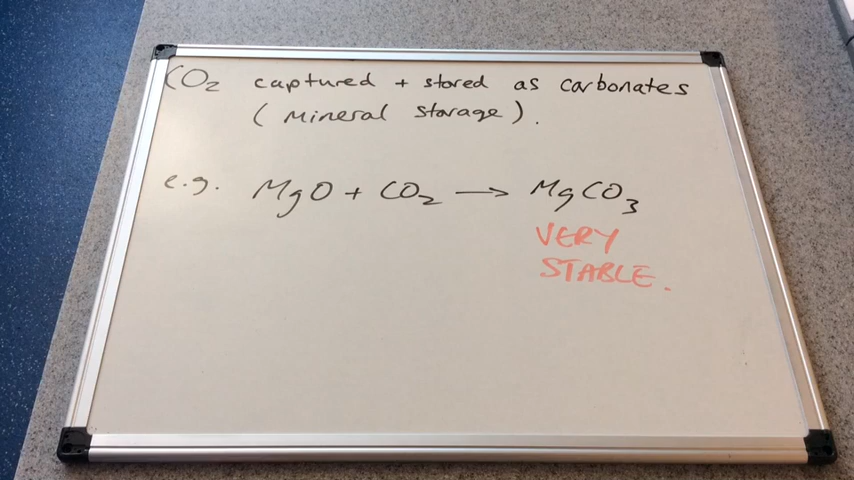 CO₂ captured + stored as carbonates
(Mineral Storage).
e.g. MgO + CO₂ → MgCO₃
VERY
STABLE.